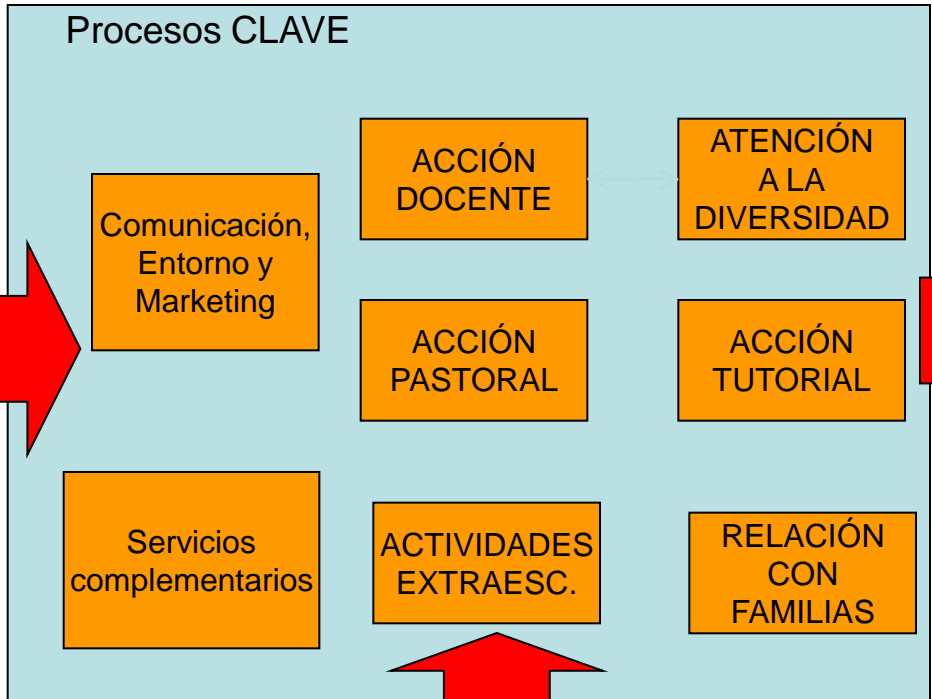 Procesos CLAVE
ACCIÓN
DOCENTE
ATENCIÓN
A LA
DIVERSIDAD
Comunicación,
Entorno y
Marketing
ACCIÓN
PASTORAL
ACCIÓN
TUTORIAL
Servicios
complementarios
ACTIVIDADES
EXTRAESC.
RELACIÓN
CON
FAMILIAS